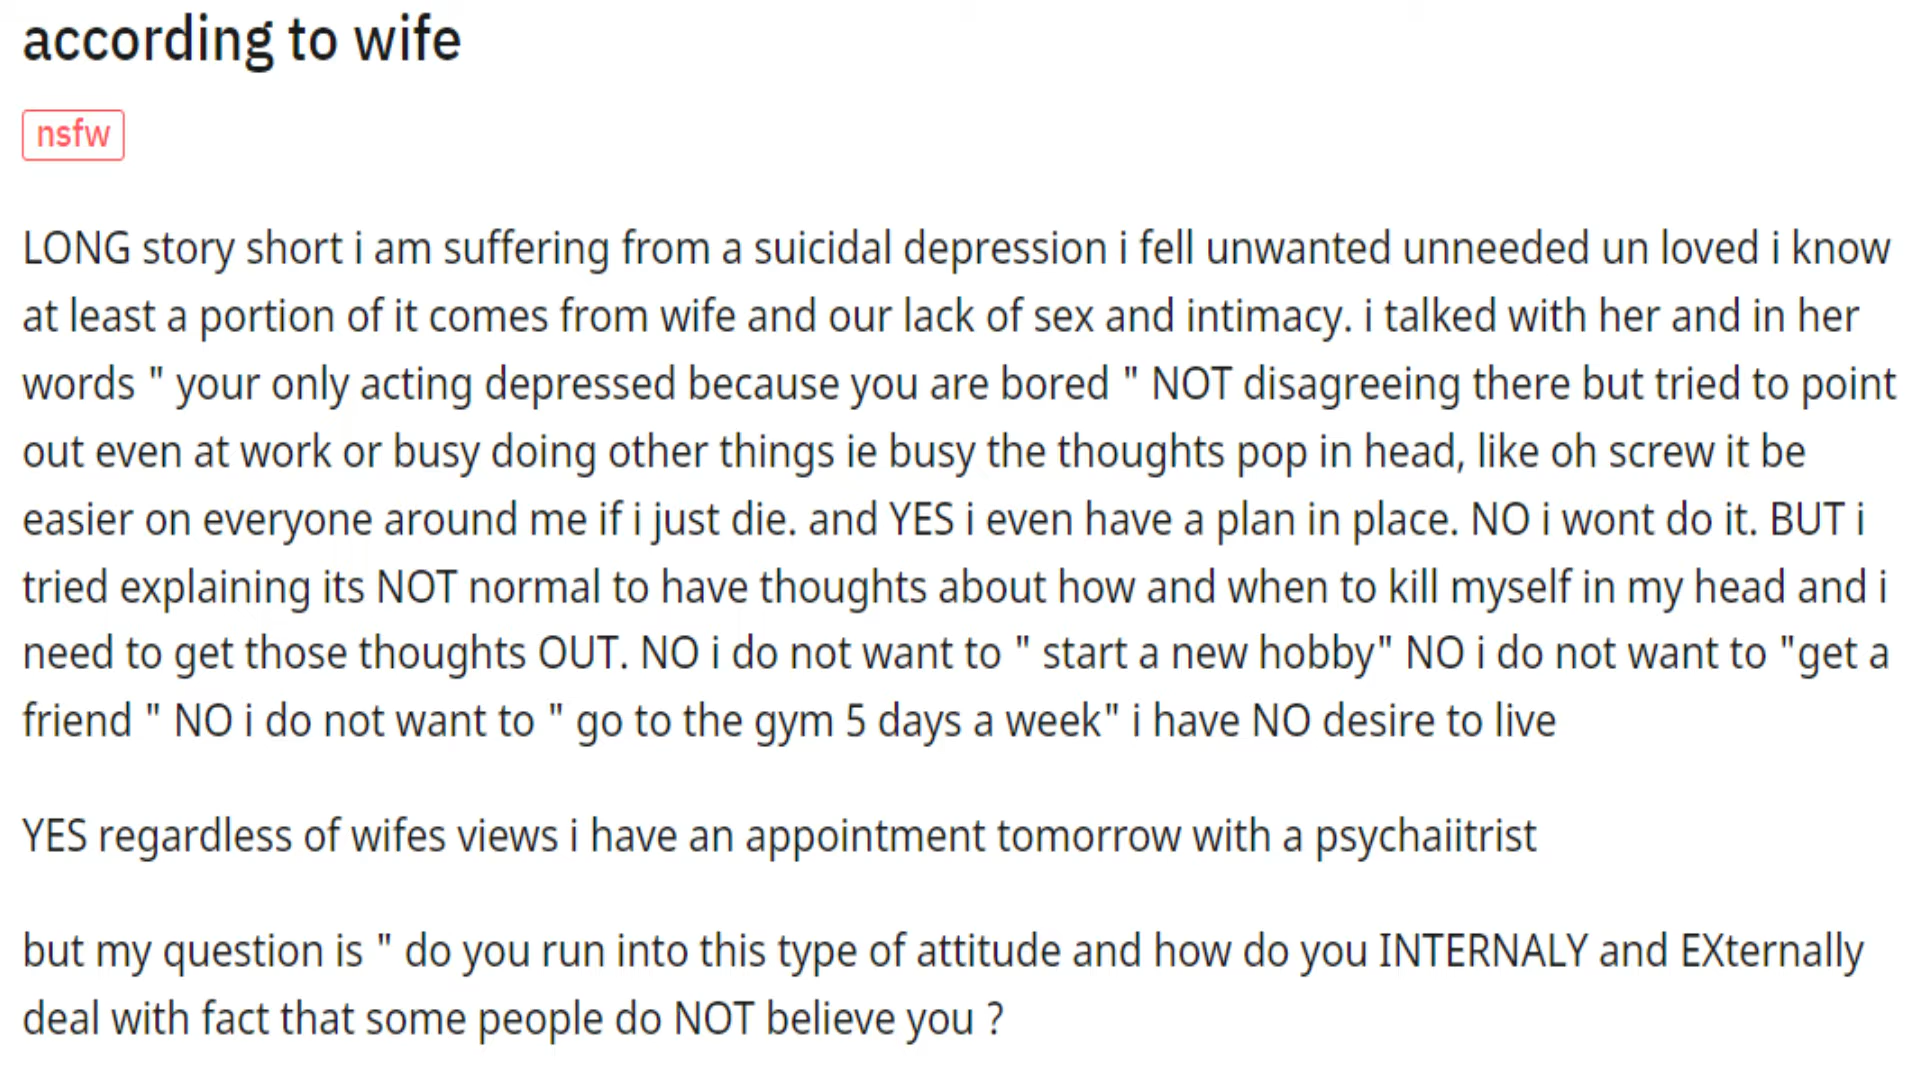 according to wife
nsfw
LONG story short i am suffering from a suicidal depression i fell unwanted unneeded un loved i know
at least a portion of it comes from wife and our lack of sex and intimacy. i talked with her and in her
words " your only acting depressed because you are bored " NOT disagreeing there but tried to point
out even at work or busy doing other things ie busy the thoughts pop in head, like oh screw it be
easier on everyone around me if i just die. and YES i even have a plan in place. NO i wont do it. BUT i
tried explaining its NOT normal to have thoughts about how and when to kill myself in my head and i
need to get those thoughts OUT. NO i do not want to " start a new hobby" NO i do not want to "get a
friend " NO i do not want to " go to the gym 5 days a week" i have NO desire to live
YES regardless of wifes views i have an appointment tomorrow with a psychaiitrist
but my question is " do you run into this type of attitude and how do you INTERNALY and EXternally
deal with fact that some people do NOT believe you ?